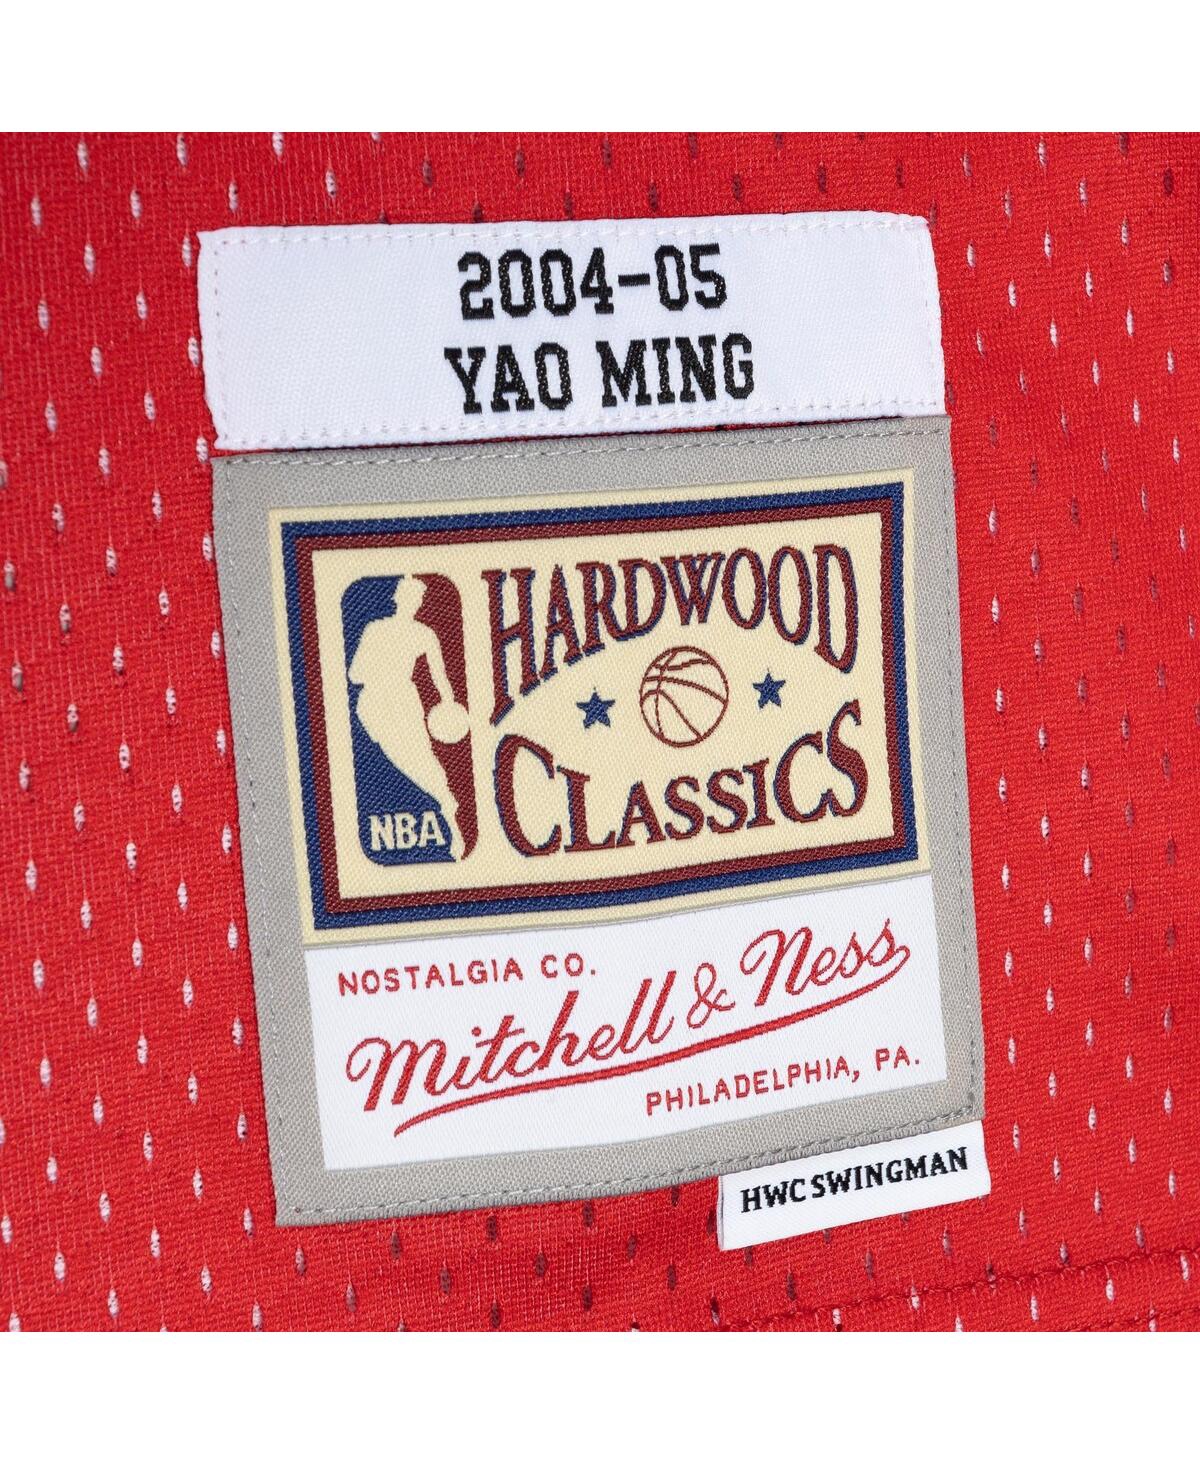 2004-05
YAO MING
HARDWOOD
CLASSICS
NBA
NOSTALGIA CO.
Mitchell & Ness
PHILADELPHIA, PA.
HWC SWINGMAN